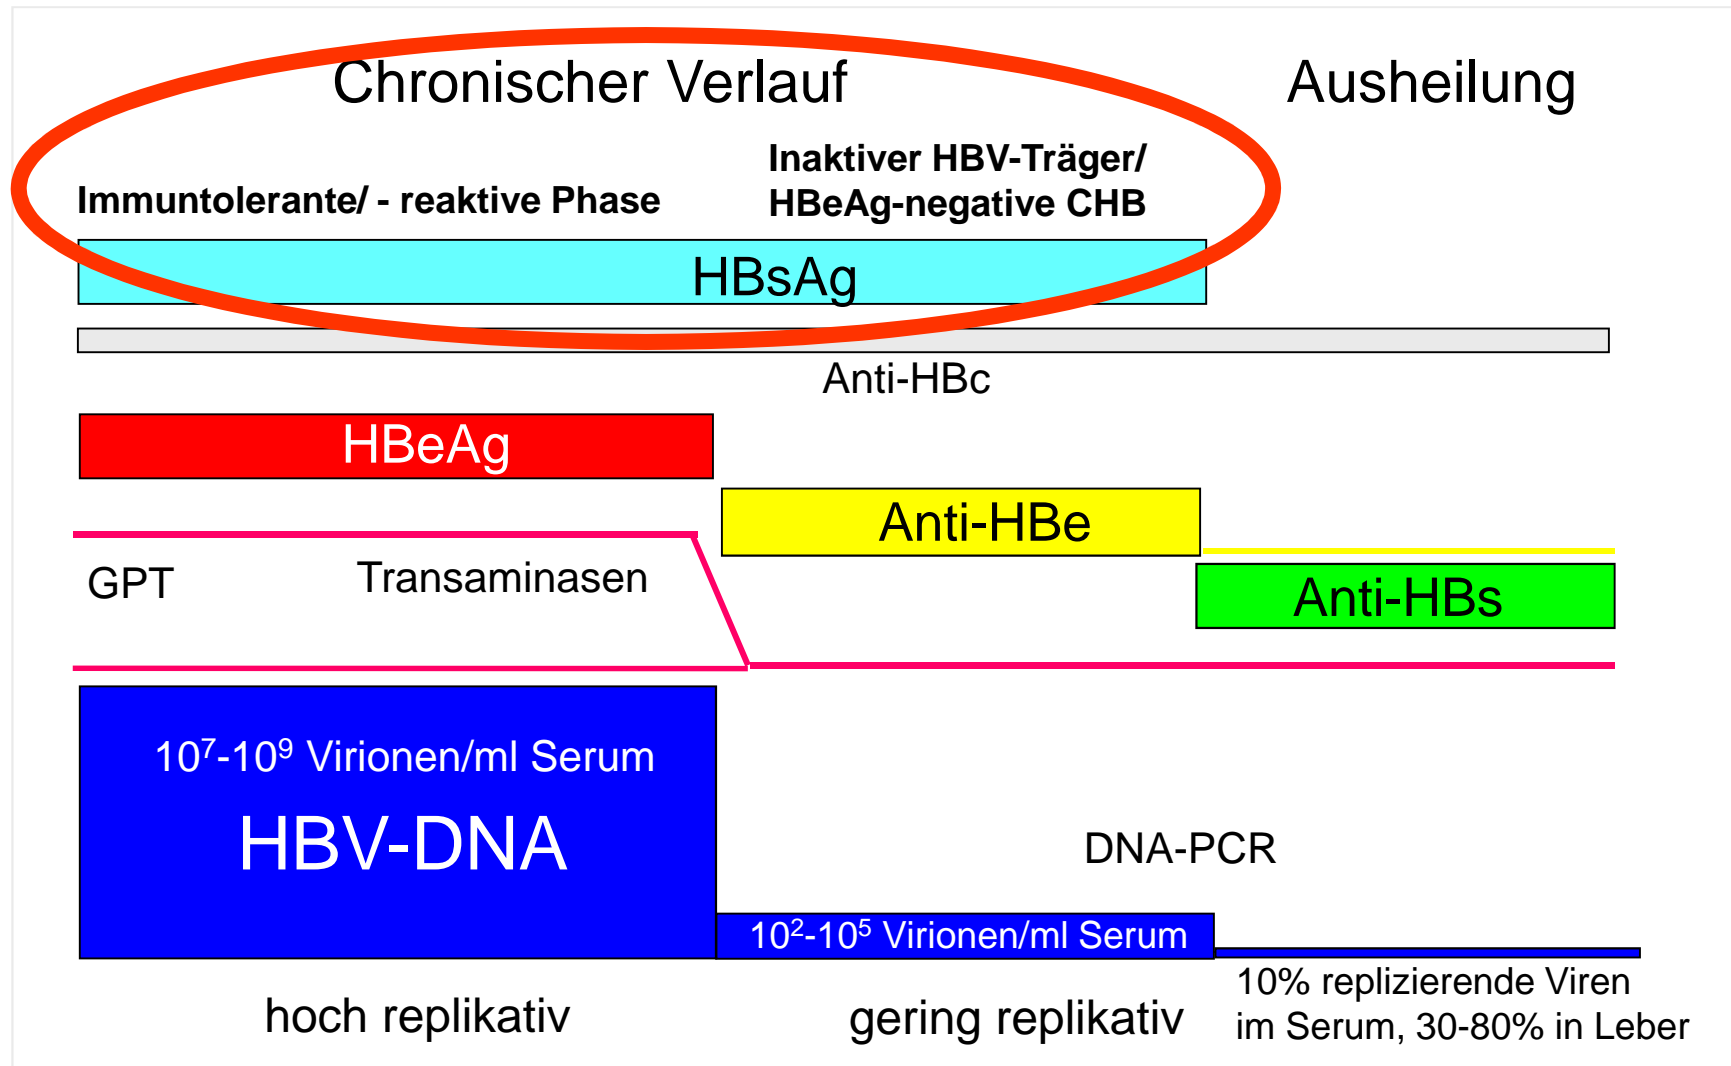 Chronischer Verlauf
Ausheilung
Immuntolerante/ - reaktive Phase
Inaktiver HBV-Träger/
HBeAg-negative CHB
HBsAg
Anti-HBc
HBeAg
Anti-HBe
GPT
Transaminasen
Anti-HBs
10⁷-10⁹ Virionen/ml Serum
HBV-DNA
DNA-PCR
10²-10⁵ Virionen/ml Serum
hoch replikativ
gering replikativ
10% replizierende Viren
im Serum, 30-80% in Leber